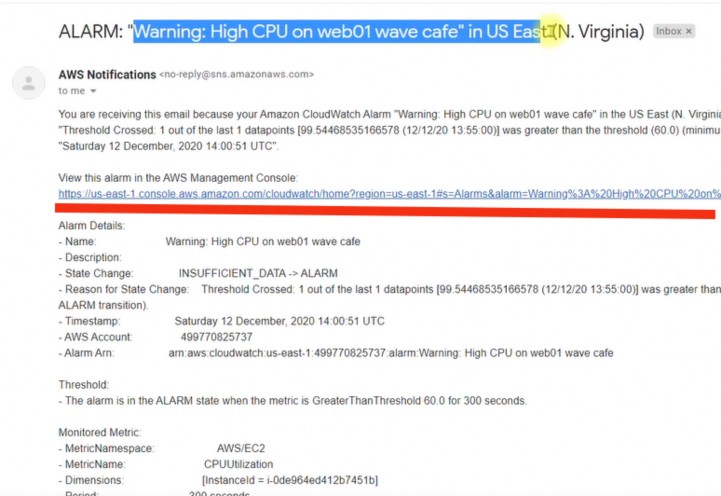 ALARM: "Warning: High CPU on web01 wave cafe" in US East (N. Virginia) Inbox ×
AWS Notifications <no-reply@sns.amazonaws.com>
to me
You are receiving this email because your Amazon CloudWatch Alarm "Warning: High CPU on web01 wave cafe" in the US East (N. Virginia
"Threshold Crossed: 1 out of the last 1 datapoints [99.54468535166578 (12/12/20 13:55:00)] was greater than the threshold (60.0) (minimu
"Saturday 12 December, 2020 14:00:51 UTC".
View this alarm in the AWS Management Console:
https://us-east-1.console.aws.amazon.com/cloudwatch/home?region=us-east-1#s=Alarms&alarm=Warning%3A%20High%20CPU%20on%
Alarm Details:
- Name: Warning: High CPU on web01 wave cafe
- Description:
- State Change: INSUFFICIENT_DATA -> ALARM
- Reason for State Change: Threshold Crossed: 1 out of the last 1 datapoints [99.54468535166578 (12/12/20 13:55:00)] was greater than
ALARM transition).
- Timestamp: Saturday 12 December, 2020 14:00:51 UTC
- AWS Account: 499770825737
- Alarm Arn: arn:aws:cloudwatch:us-east-1:499770825737:alarm:Warning: High CPU on web01 wave cafe
Threshold:
- The alarm is in the ALARM state when the metric is GreaterThanThreshold 60.0 for 300 seconds.
Monitored Metric:
- MetricNamespace: AWS/EC2
- MetricName: CPUUtilization
- Dimensions: [InstanceId = i-0de964ed412b7451b]
- Period: 300 seconds